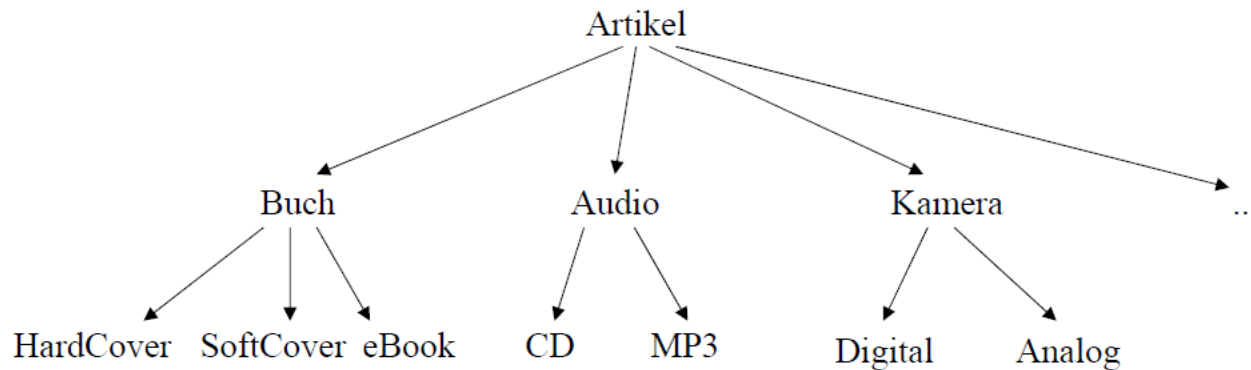 Artikel
Buch Audio Kamera ..
HardCover SoftCover eBook CD MP3 Digital Analog